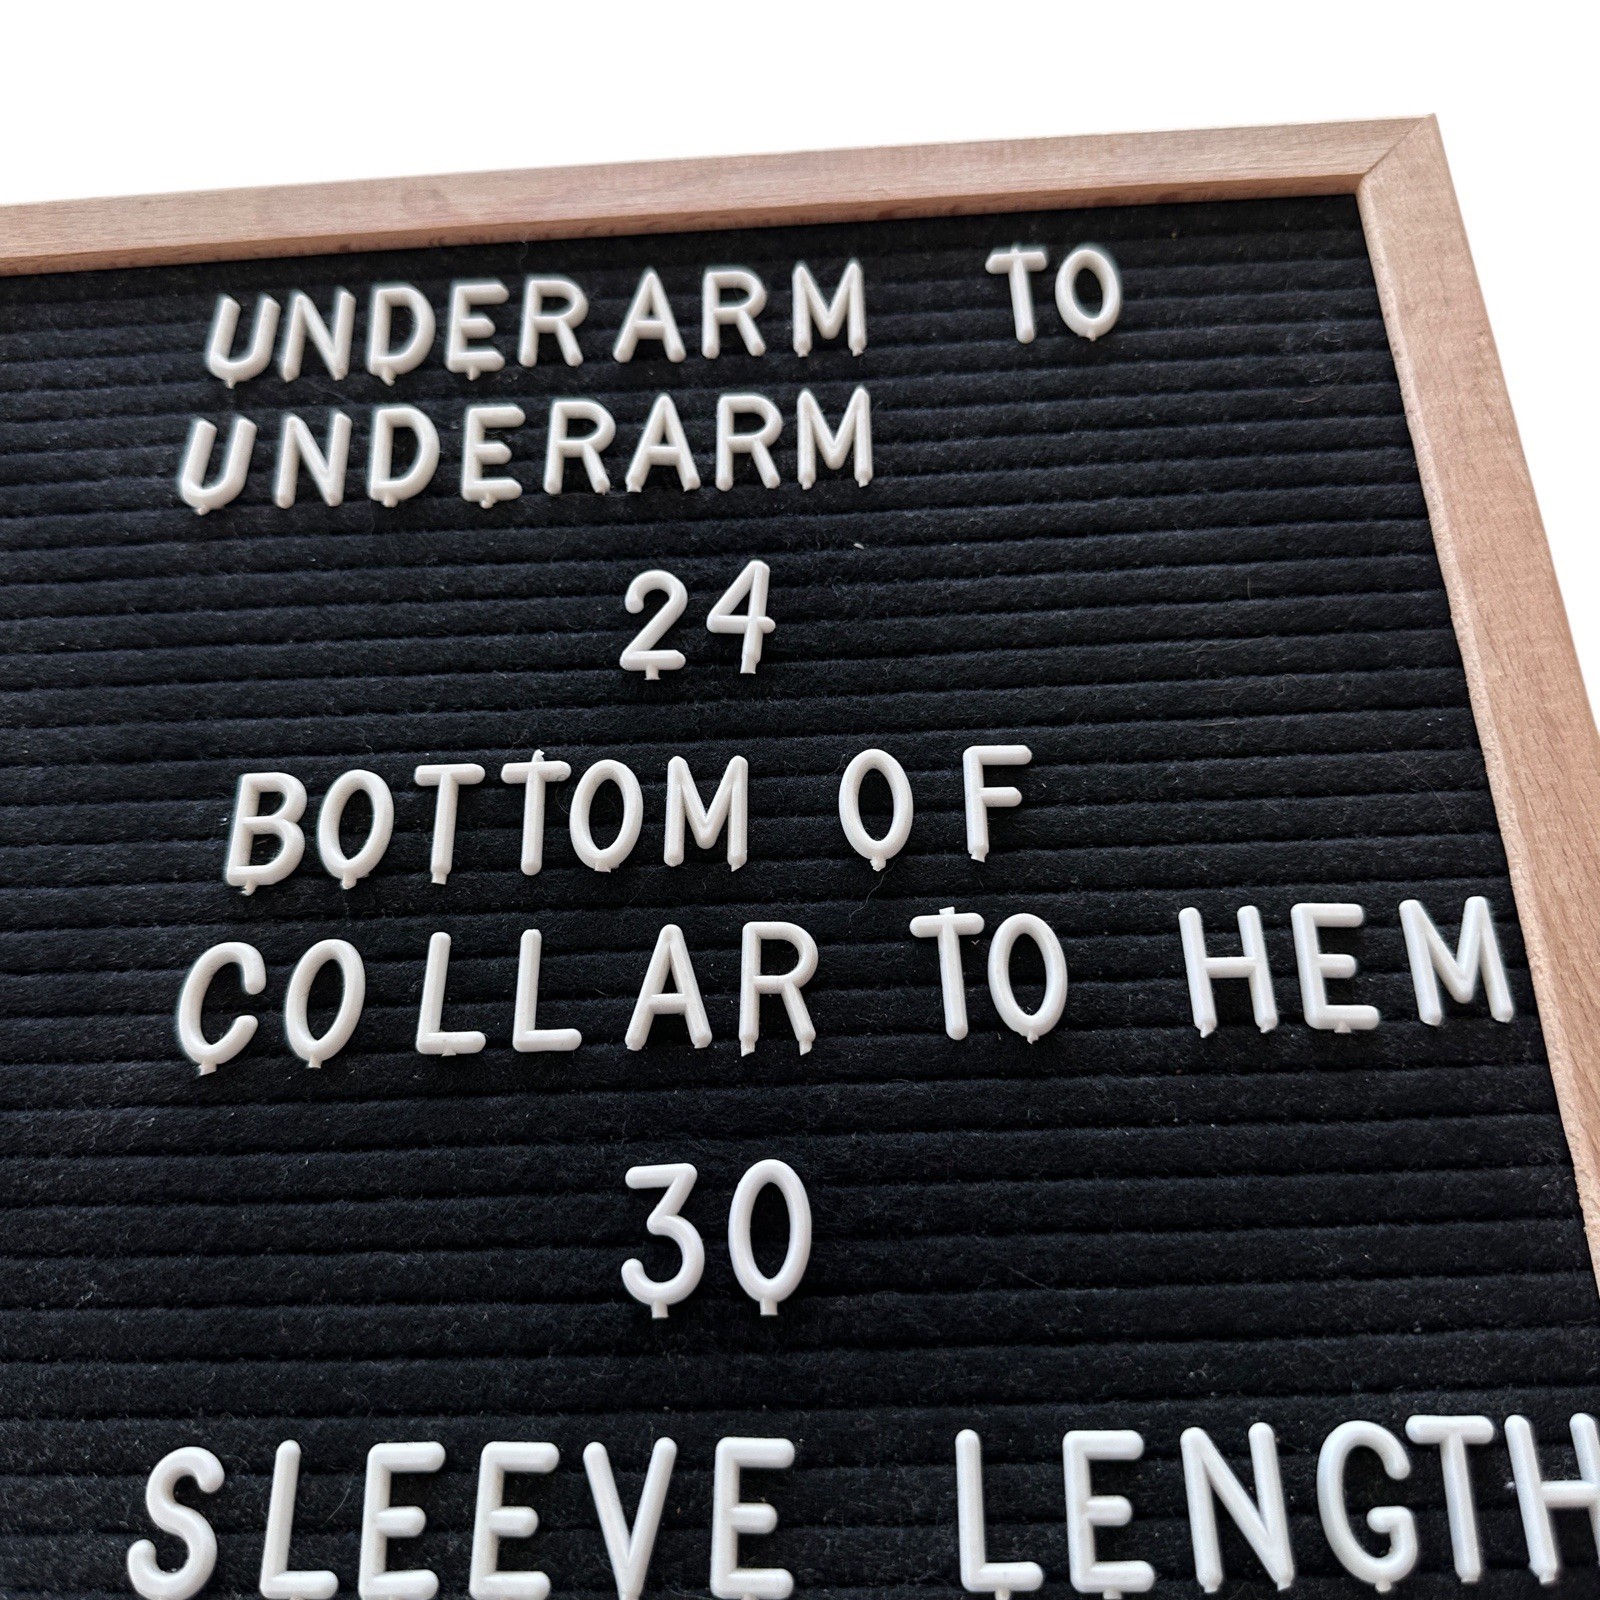 UNDERARM TO
UNDERARM
24
BOTTOM OF
COLLAR TO HEM
30
SLEEVE LENGTH